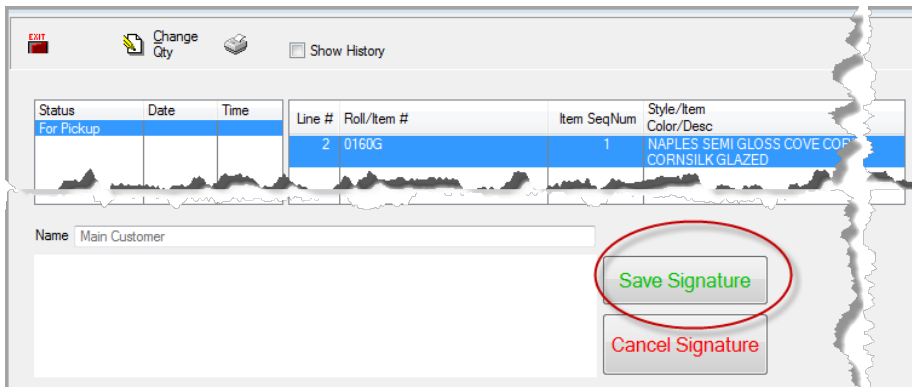 EXIT
Change
Qty
Show History
Status Date Time Line # Roll/Item # Item SeqNum Style/Item
Color/Desc
For Pickup 2 0160G 1 NAPLES SEMI GLOSS COVE
CORNSILK GLAZED
Name Main Customer
Save Signature
Cancel Signature